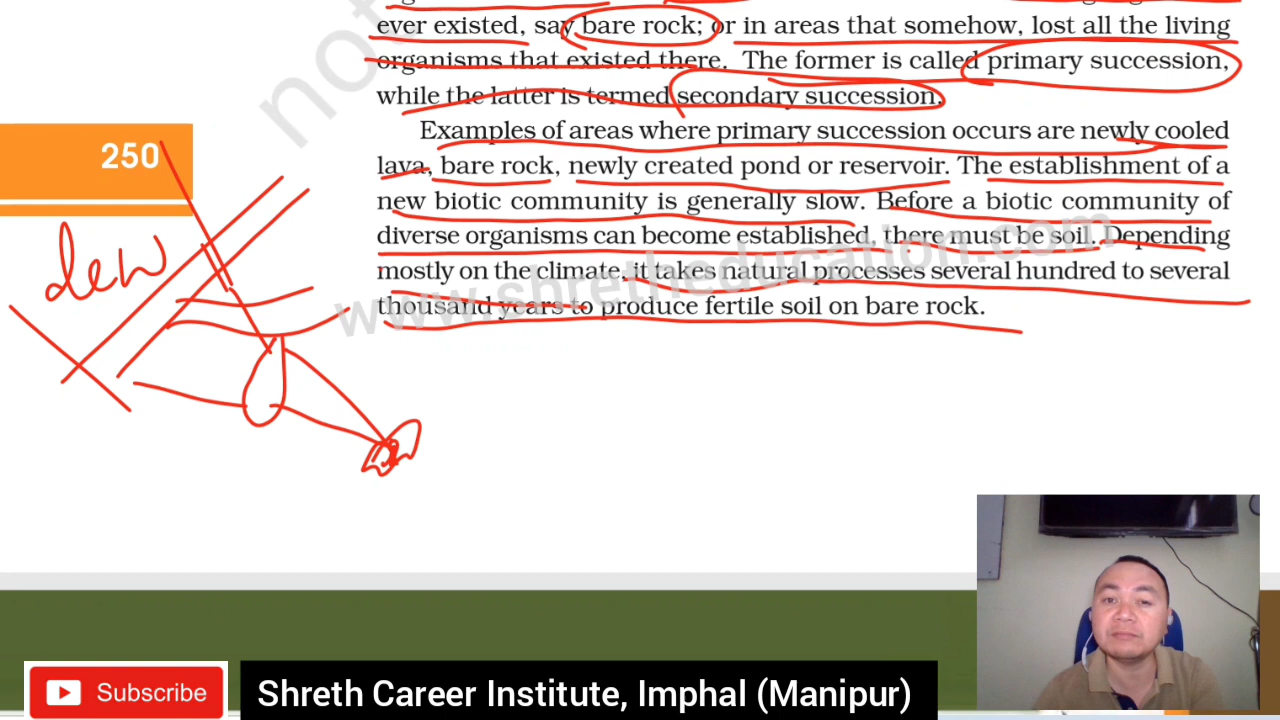 ever existed, say bare rock; or in areas that somehow, lost all the living
organisms that existed there. The former is called primary succession,
while the latter is termed secondary succession.
Examples of areas where primary succession occurs are newly cooled
lava, bare rock, newly created pond or reservoir. The establishment of a
new biotic community is generally slow. Before a biotic community of
diverse organisms can become established, there must be soil. Depending
mostly on the climate, it takes natural processes several hundred to several
thousand years to produce fertile soil on bare rock.
250
dew
not
www.shretheducation.com
Subscribe
Shreth Career Institute, Imphal (Manipur)